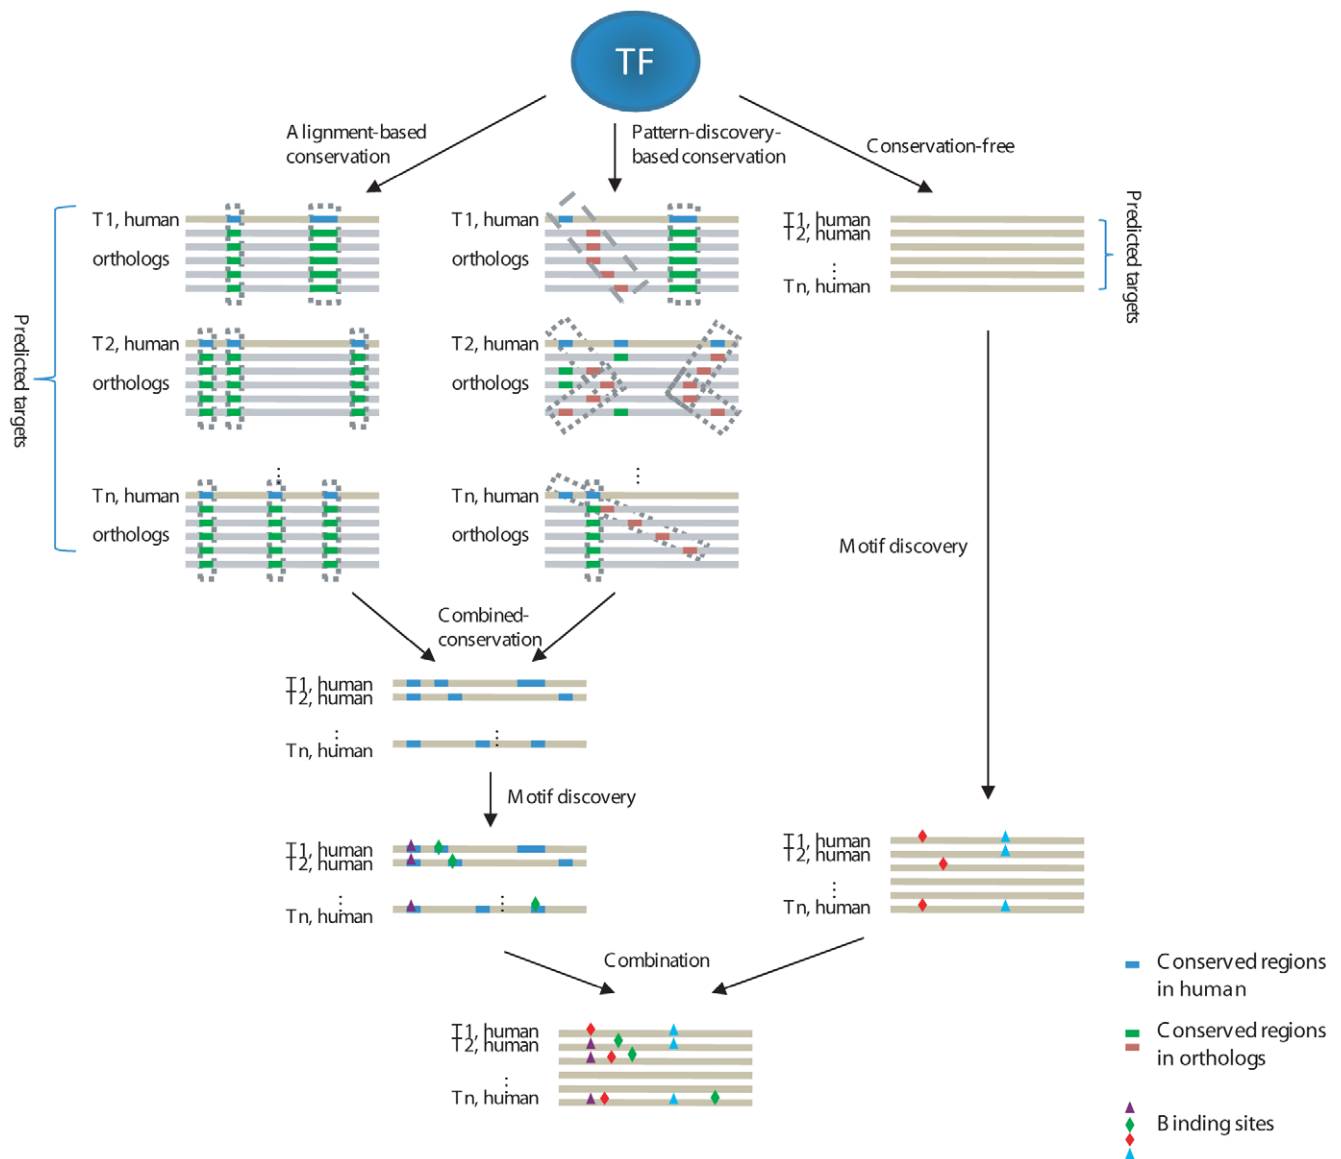 TF
A lignment-based
conservation
Pattern-discovery-
based conservation
Conservation-free
T1, human
orthologs
T2, human
orthologs
Tn, human
orthologs
Predicted targets
T1, human
orthologs
T2, human
orthologs
Tn, human
orthologs
T1, human
T2, human
Tn, human
Predicted targets
Motif discovery
Combined-
conservation
T1, human
T2, human
Tn, human
Motif discovery
T1, human
T2, human
Tn, human
T1, human
T2, human
Tn, human
Combination
T1, human
T2, human
Tn, human
Conserved regions
in human
Conserved regions
in orthologs
Binding sites